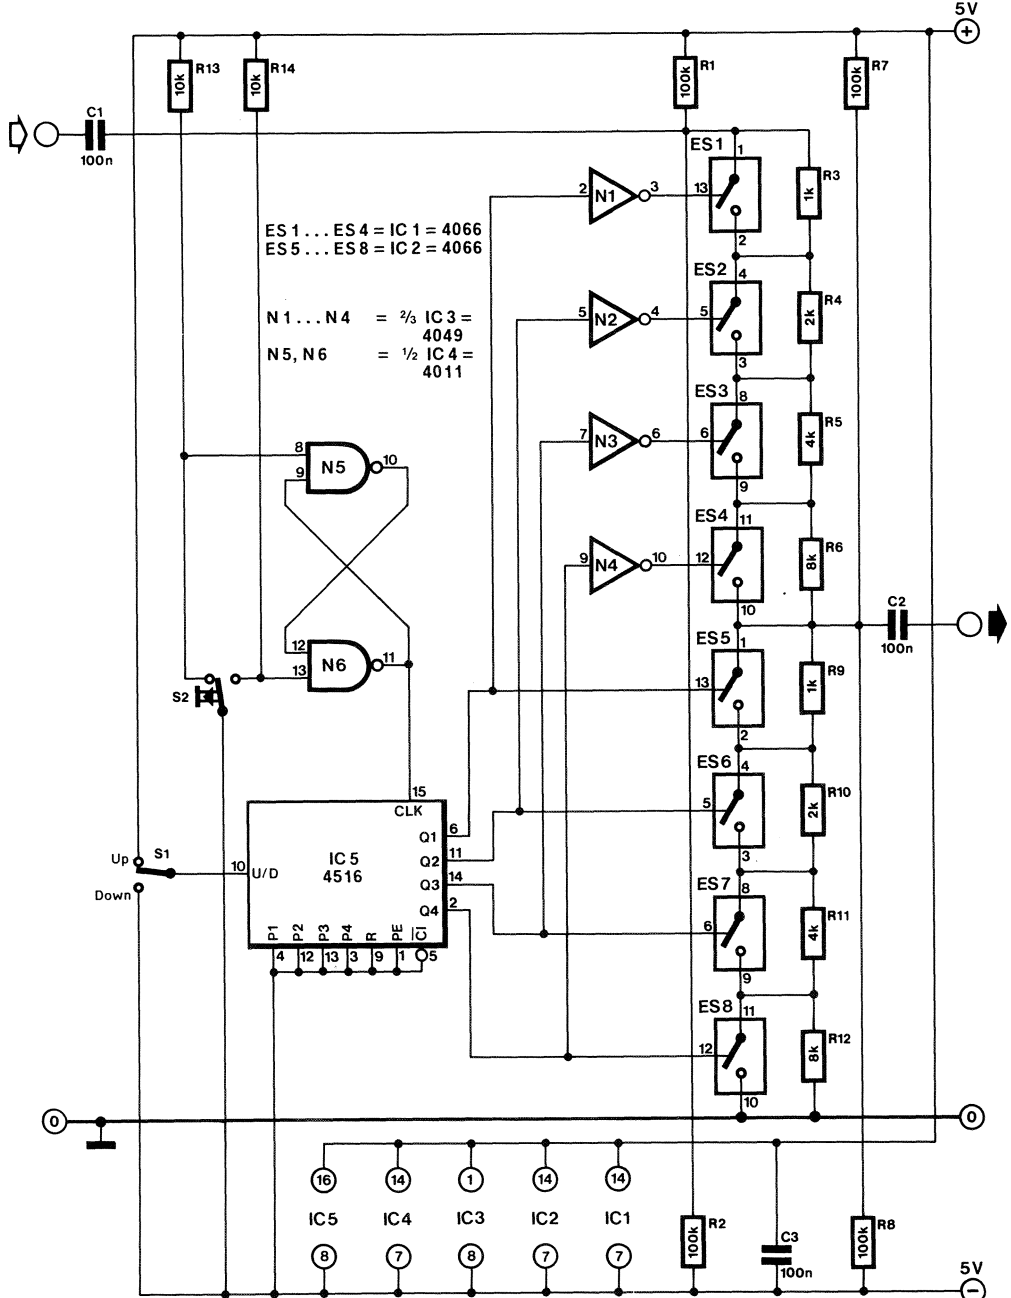 5V
+
R13
10k
R14
10k
R1
100k
R7
100k
C1
100n
ES1
1
13
2
R3
1k
2
N1
3
ES1...ES4 = IC1 = 4066
ES5...ES8 = IC2 = 4066
ES2
4
5
3
R4
2k
5
N2
4
N1...N4 = 2/3 IC3 =
4049
N5, N6 = 1/2 IC4 =
4011
ES3
8
6
9
R5
4k
7
N3
6
8
9
N5
10
ES4
11
12
10
R6
8k
9
N4
10
C2
100n
12
13
N6
11
ES5
1
13
2
R9
1k
S2
ES6
4
5
3
R10
2k
15
CLK
Q1
6
Q2
11
Q3
14
Q4
2
IC5
4516
10
U/D
Up
S1
Down
P1
P2
P3
P4
R
PE
CI
4
12
13
3
9
1
5
ES7
8
6
9
R11
4k
ES8
11
12
10
R12
8k
0
0
16
14
1
14
14
IC5
IC4
IC3
IC2
IC1
8
7
8
7
7
R2
100k
C3
100n
R8
100k
5V
−